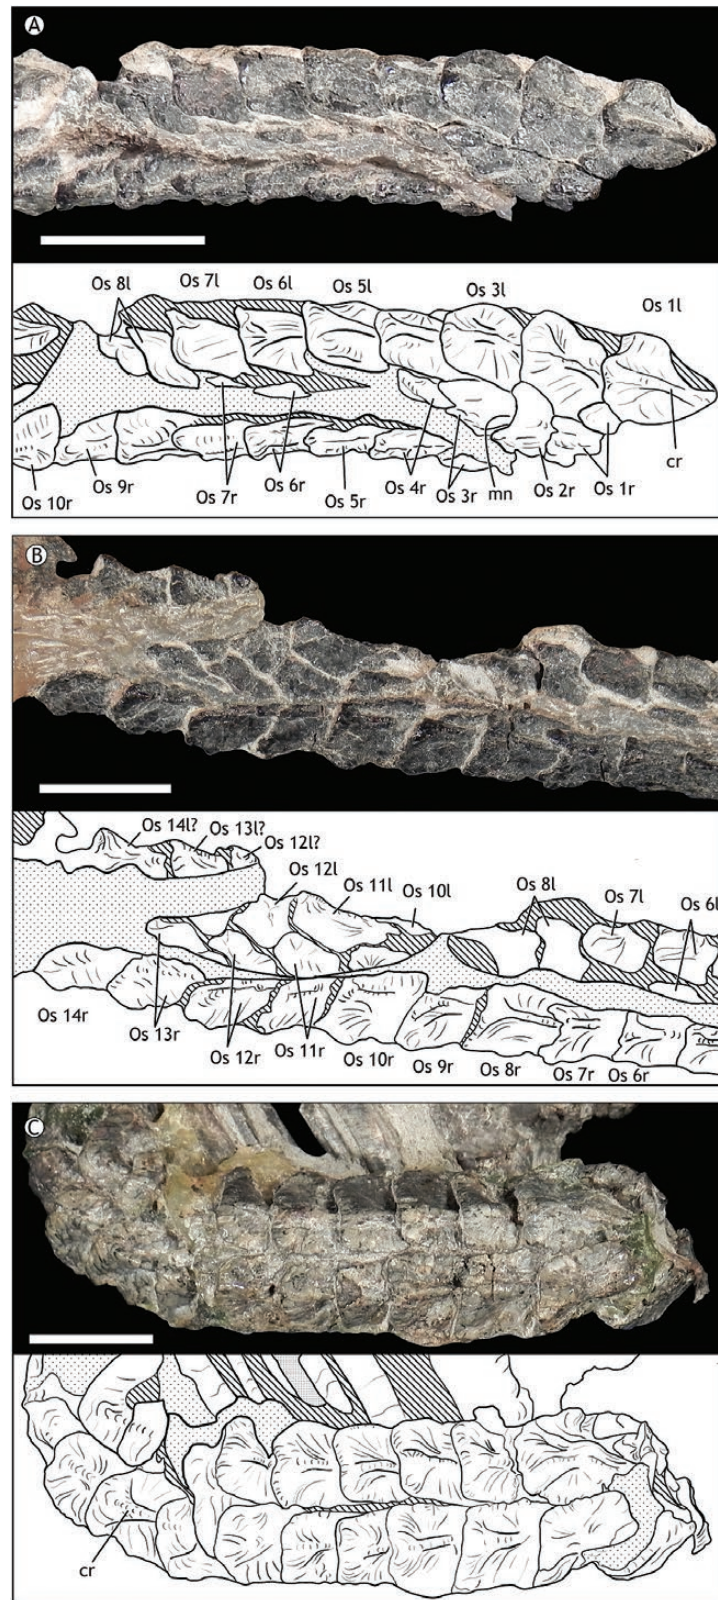 A
Os 8l Os 7l Os 6l Os 5l Os 3l Os 1l
Os 10r Os 9r Os 7r Os 6r Os 5r Os 4r Os 3r mn Os 2r Os 1r cr
B
Os 14l? Os 13l? Os 12l?
Os 12l Os 11l Os 10l Os 8l Os 7l Os 6l
Os 14r Os 13r Os 12r Os 11r Os 10r Os 9r Os 8r Os 7r Os 6r
C
cr